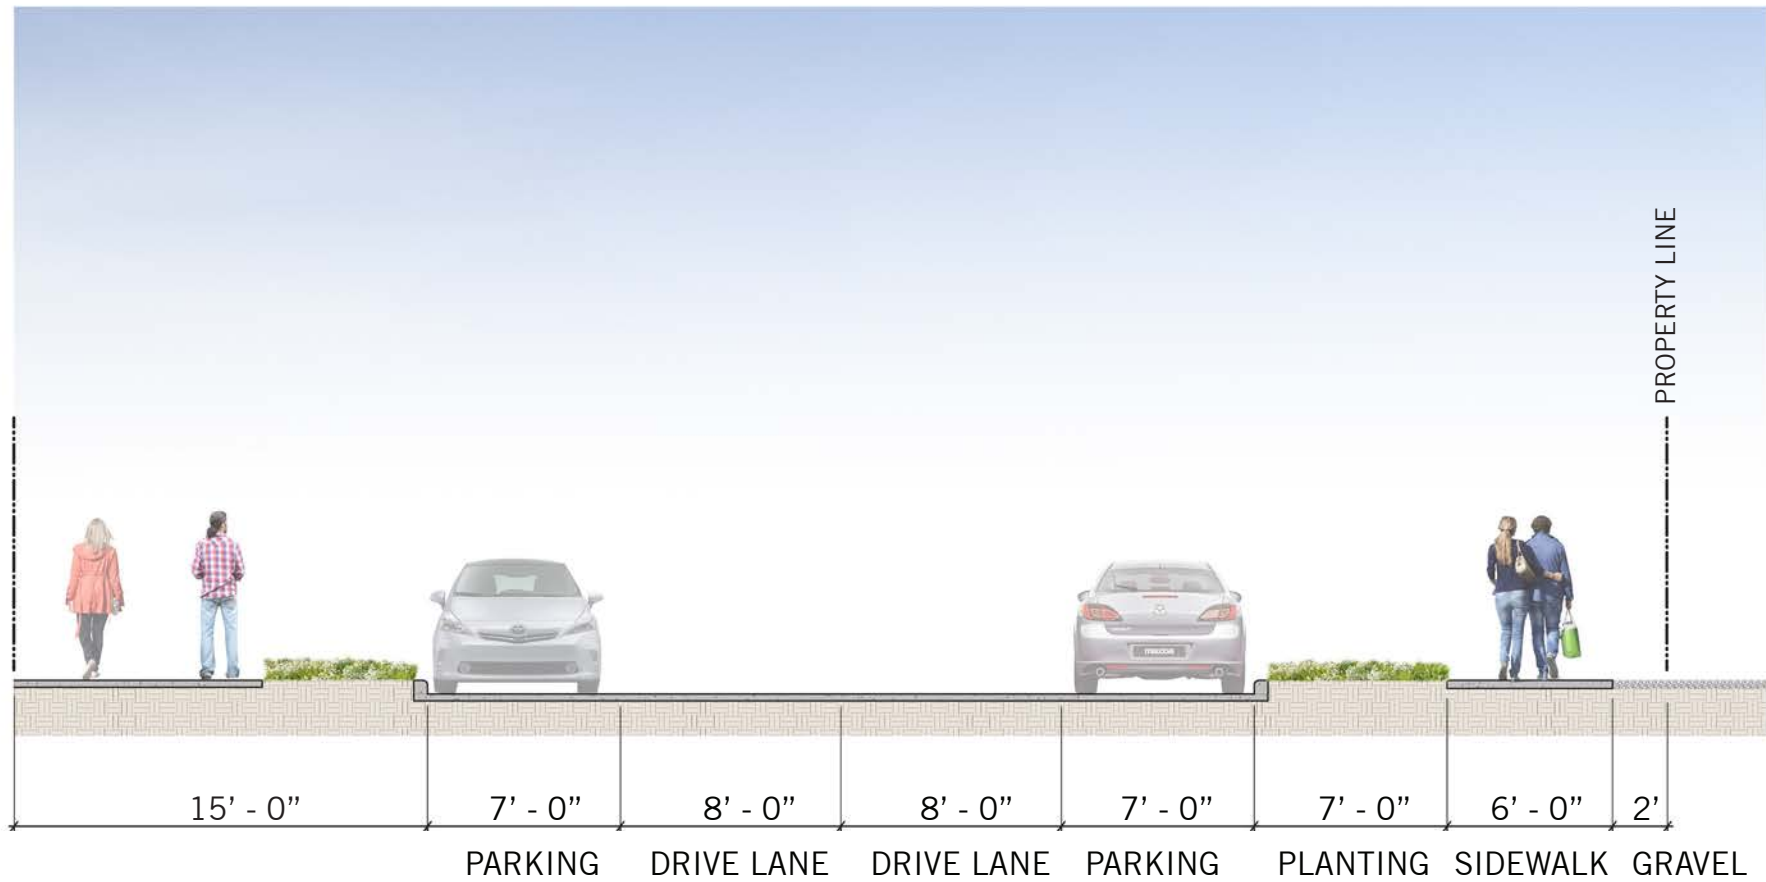 PROPERTY LINE
mazda
15' - 0”
7' - 0”
8' - 0”
8' - 0”
7' - 0”
7' - 0”
6' - 0”
2'
PARKING
DRIVE LANE
DRIVE LANE
PARKING
PLANTING
SIDEWALK
GRAVEL